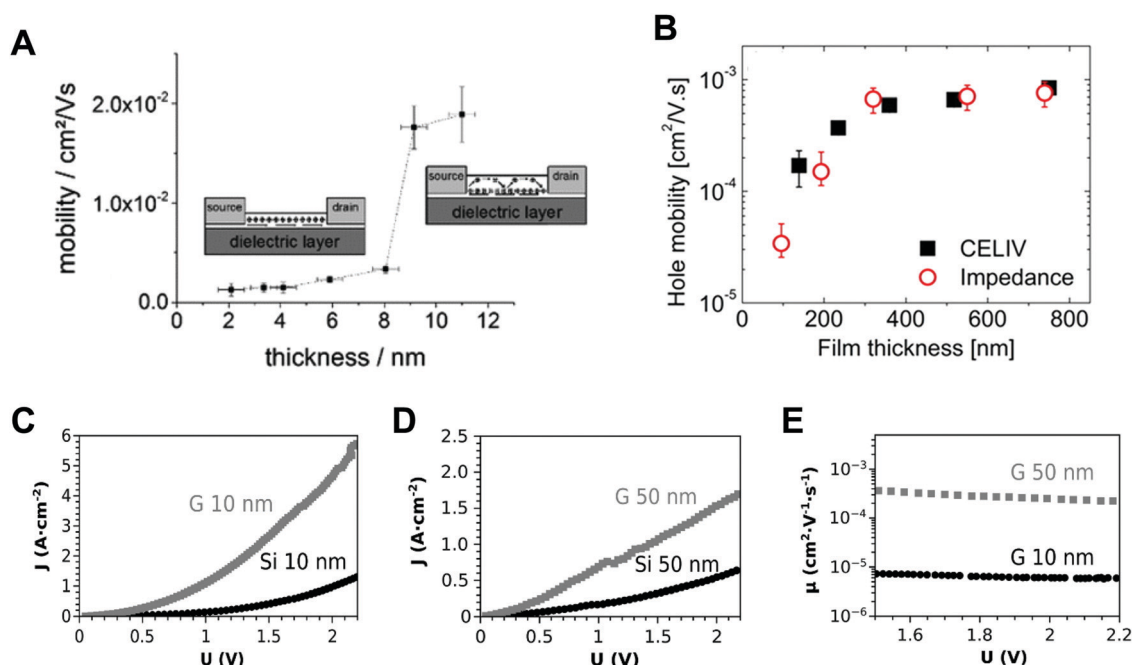 A
mobility / cm²/Vs
2.0x10⁻²
1.0x10⁻²
0.0
source
drain
dielectric layer
source
drain
dielectric layer
0 2 4 6 8 10 12
thickness / nm
B
Hole mobility [cm²/V.s]
10⁻³
10⁻⁴
10⁻⁵
CELIV
Impedance
0 200 400 600 800
Film thickness [nm]
C
J (A·cm⁻²)
6
5
4
3
2
1
0
G 10 nm
Si 10 nm
0 0.5 1 1.5 2
U (V)
D
J (A·cm⁻²)
2.5
2.0
1.5
1.0
0.5
0
G 50 nm
Si 50 nm
0 0.5 1 1.5 2
U (V)
E
μ (cm²·V⁻¹·s⁻¹)
10⁻³
10⁻⁴
10⁻⁵
10⁻⁶
G 50 nm
G 10 nm
1.6 1.8 2 2.2
U (V)